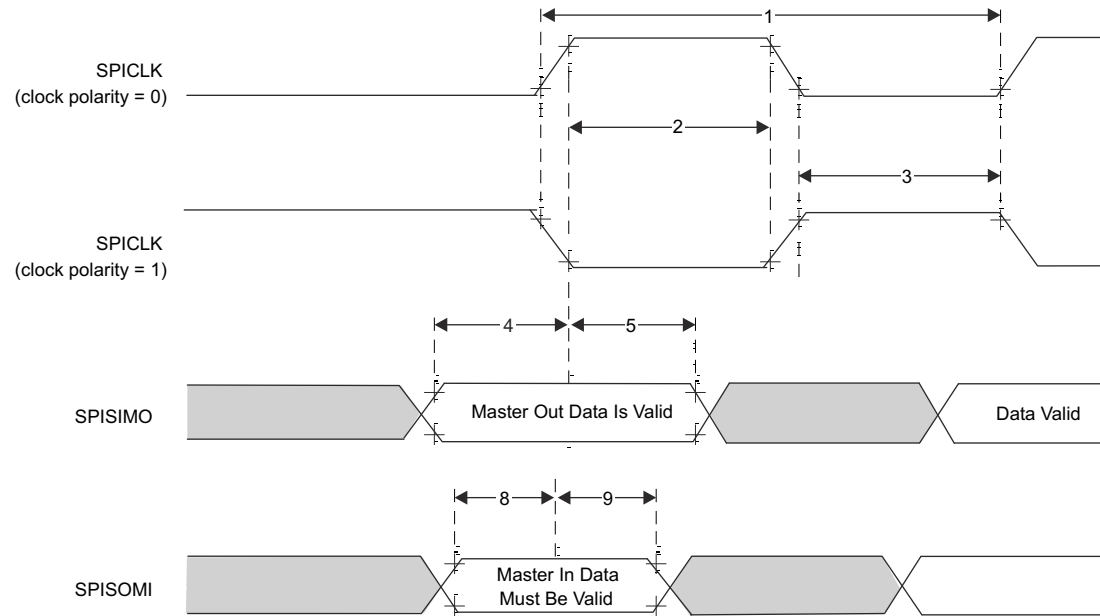 1
SPICLK
(clock polarity = 0)
2
3
SPICLK
(clock polarity = 1)
4
5
SPISIMO
Master Out Data Is Valid
Data Valid
8
9
SPISOMI
Master In Data
Must Be Valid